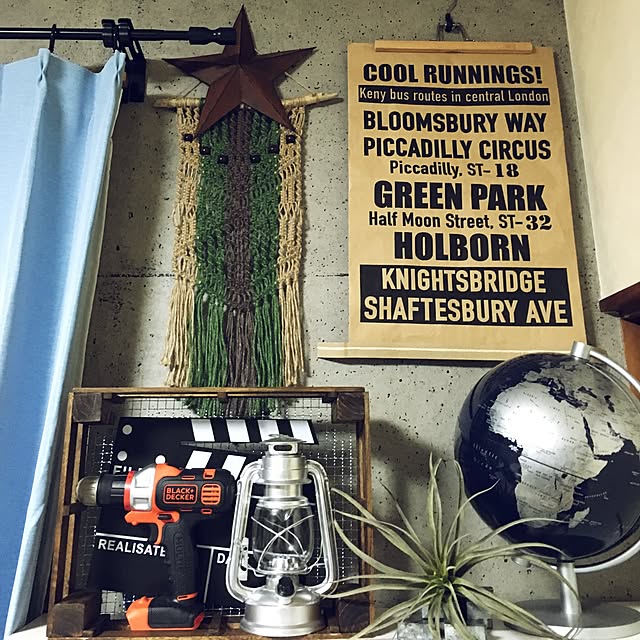 COOL RUNNINGS!
Keny bus routes in central London
BLOOMSBURY WAY
PICCADILLY CIRCUS
Piccadilly, ST-18
GREEN PARK
Half Moon Street, ST-32
HOLBORN
KNIGHTSBRIDGE
SHAFTESBURY AVE
BLACK+
DECKER